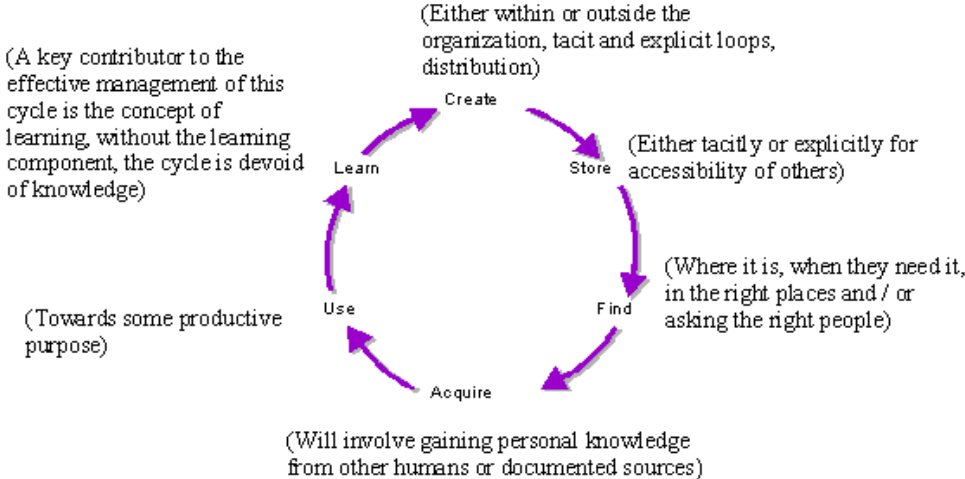 (Either within or outside the
organization, tacit and explicit loops,
distribution)
Create
(Either tacitly or explicitly for
accessibility of others)
Store
(Where it is, when they need it,
in the right places and / or
asking the right people)
Find
Acquire
(Will involve gaining personal knowledge
from other humans or documented sources)
Use
(Towards some productive
purpose)
Learn
(A key contributor to the
effective management of this
cycle is the concept of
learning, without the learning
component, the cycle is devoid
of knowledge)